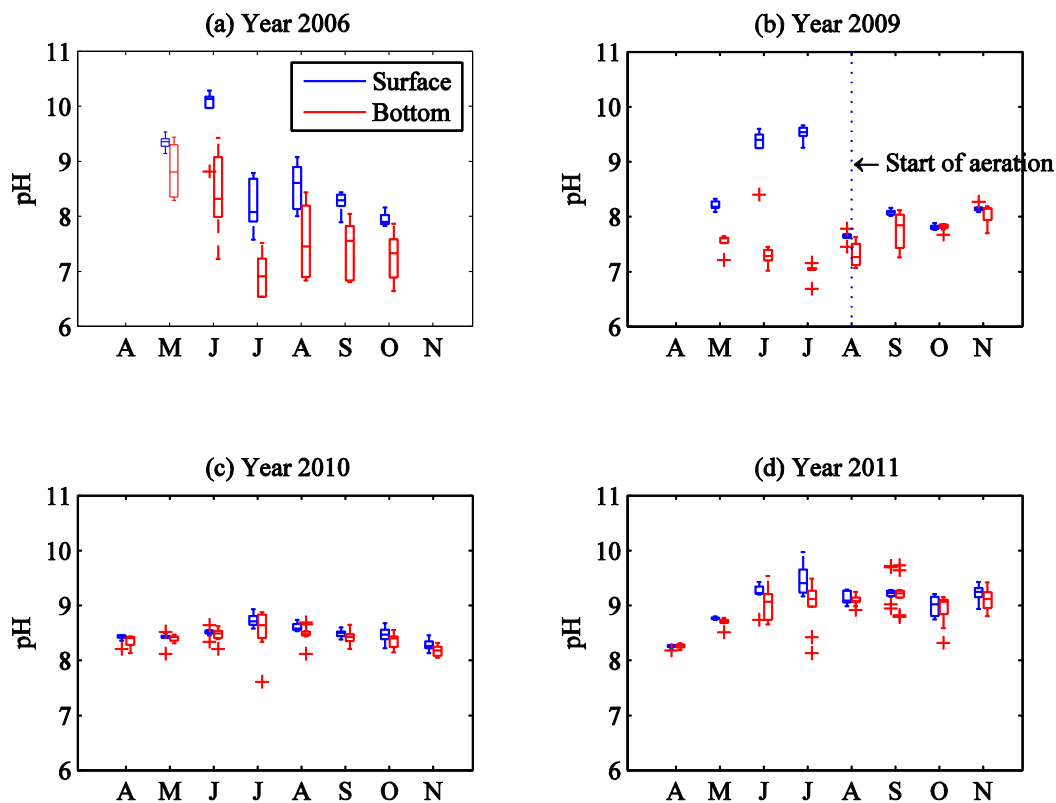 (a) Year 2006
pH
11
10
9
8
7
6
Surface
Bottom
A M J J A S O N
(b) Year 2009
pH
11
10
9
8
7
6
← Start of aeration
A M J J A S O N
(c) Year 2010
pH
11
10
9
8
7
6
A M J J A S O N
(d) Year 2011
pH
11
10
9
8
7
6
A M J J A S O N